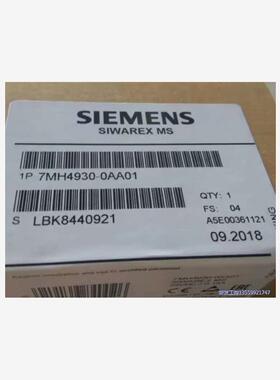 SIEMENS
SIWAREX MS
1P 7MH4930-0AA01
QTY: 1
FS: 04
S LBK8440921
A5E00361121
09.2018